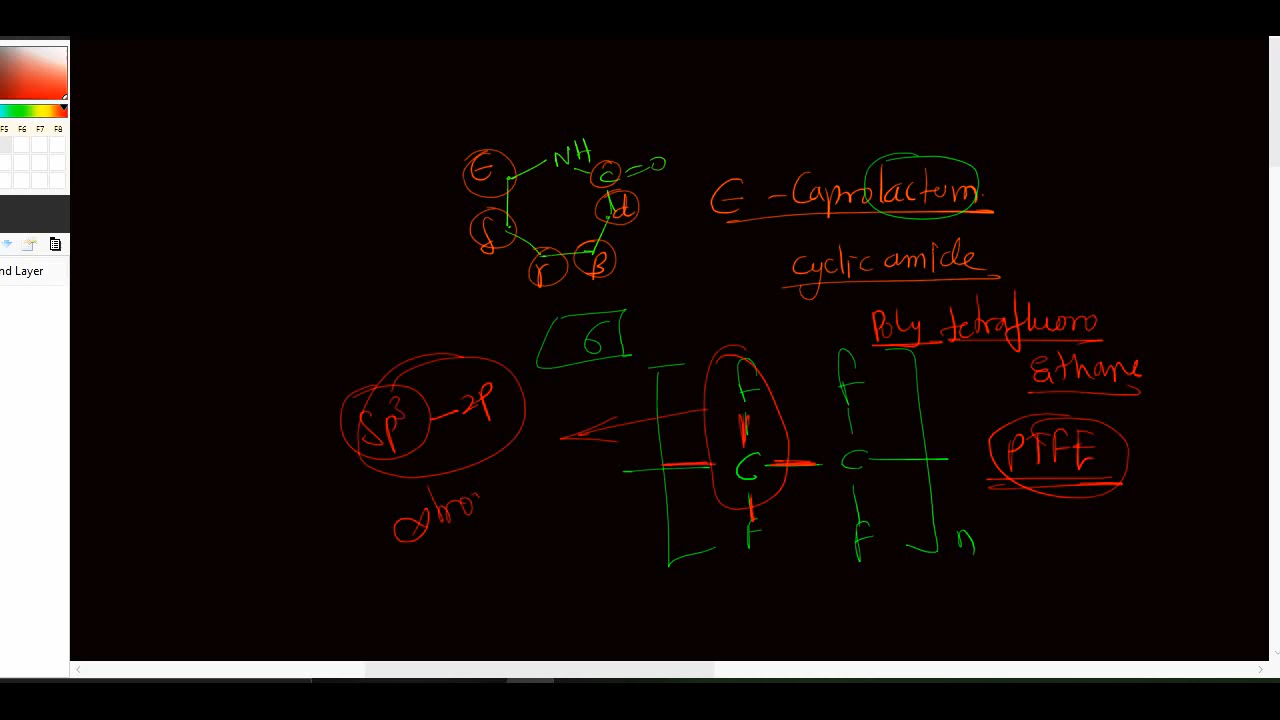 F5 F6 F7 F8
nd Layer
NH
C = O
α
β
γ
δ
ε
ε - Caprolactum
cyclic amide
6
Poly tetrafluoro
Ethane
PTFE
Sp³ - 2P
F F
C C
F F
n